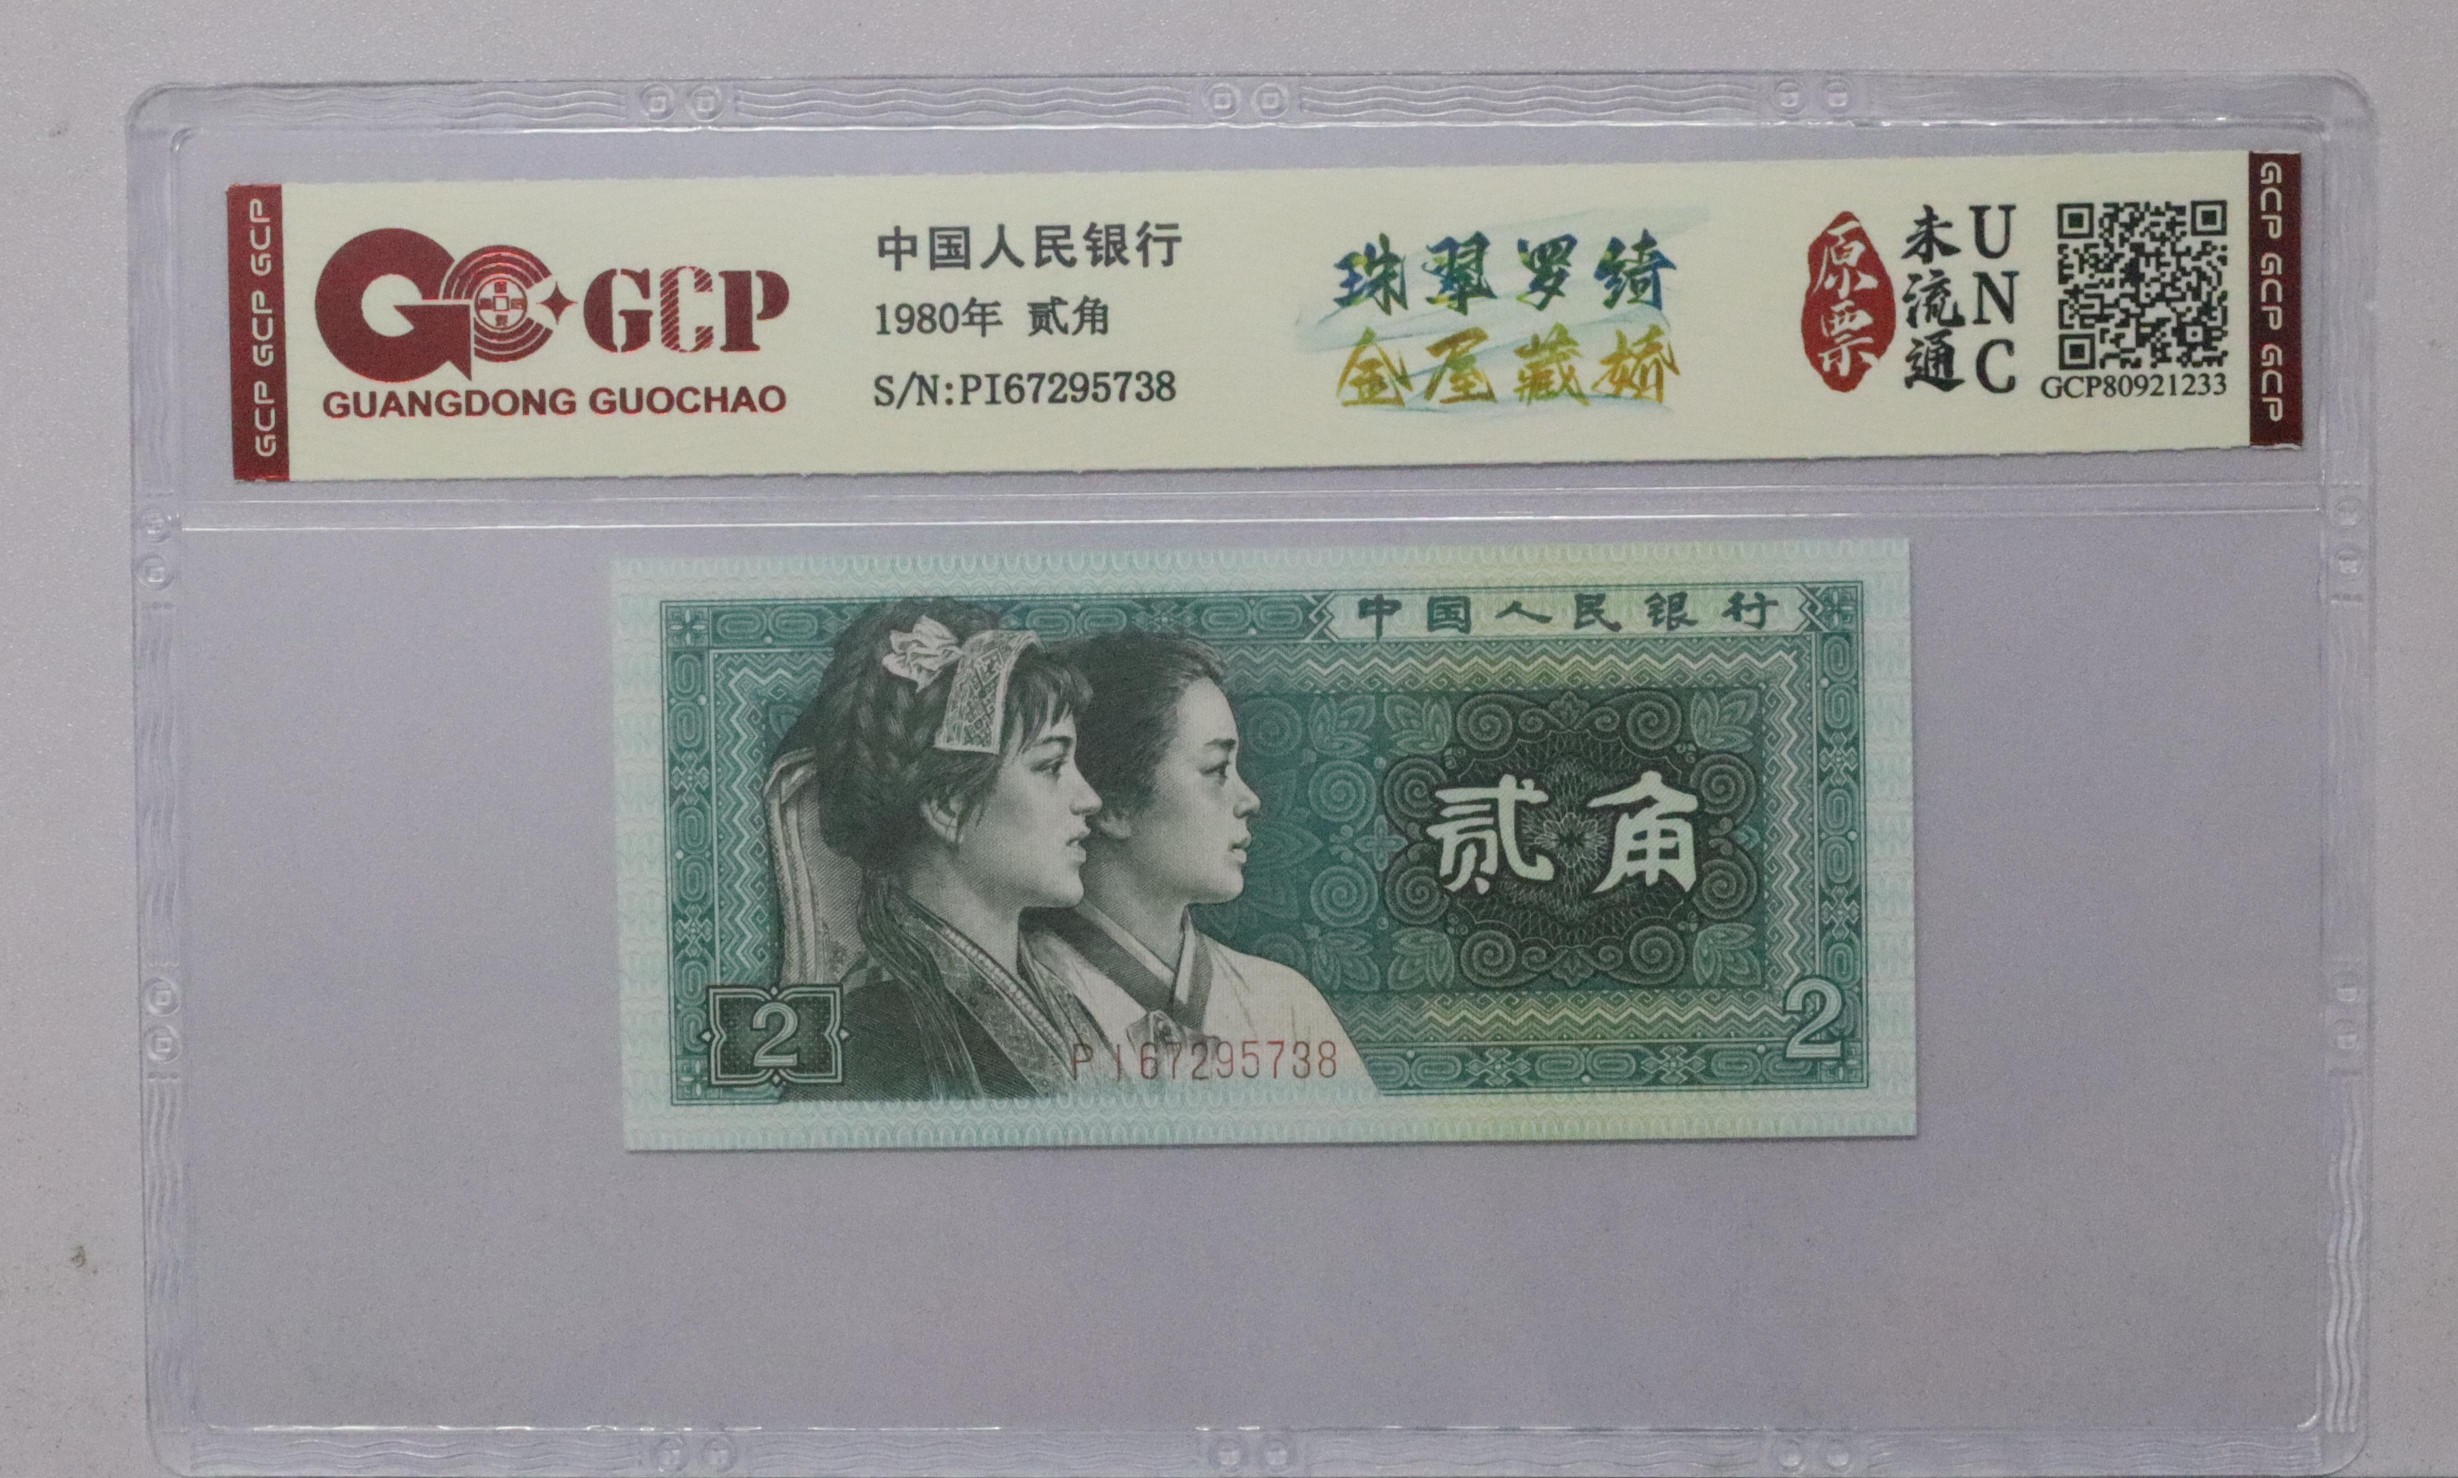 GCP GCP GCP
GCP
GUANGDONG GUOCHAO
中国人民银行
1980年 贰角
S/N:PI67295738
珠翠罗绮
金屋藏娇
原票
未流通
UNC
GCP80921233
GCP GCP GCP
中国人民银行
贰角
2
2
PI67295738